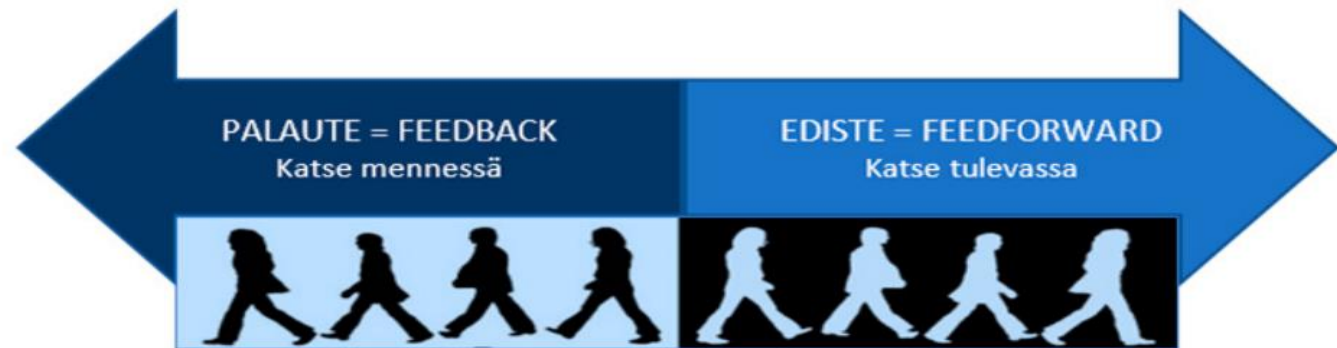 PALAUTE = FEEDBACK
Katse mennessä
EDISTE = FEEDFORWARD
Katse tulevassa